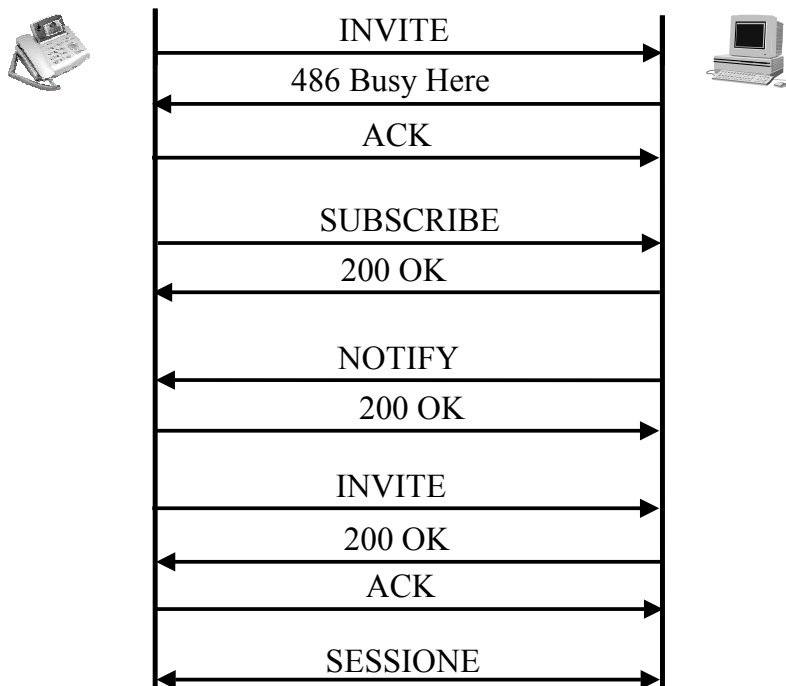 INVITE
486 Busy Here
ACK
SUBSCRIBE
200 OK
NOTIFY
200 OK
INVITE
200 OK
ACK
SESSIONE